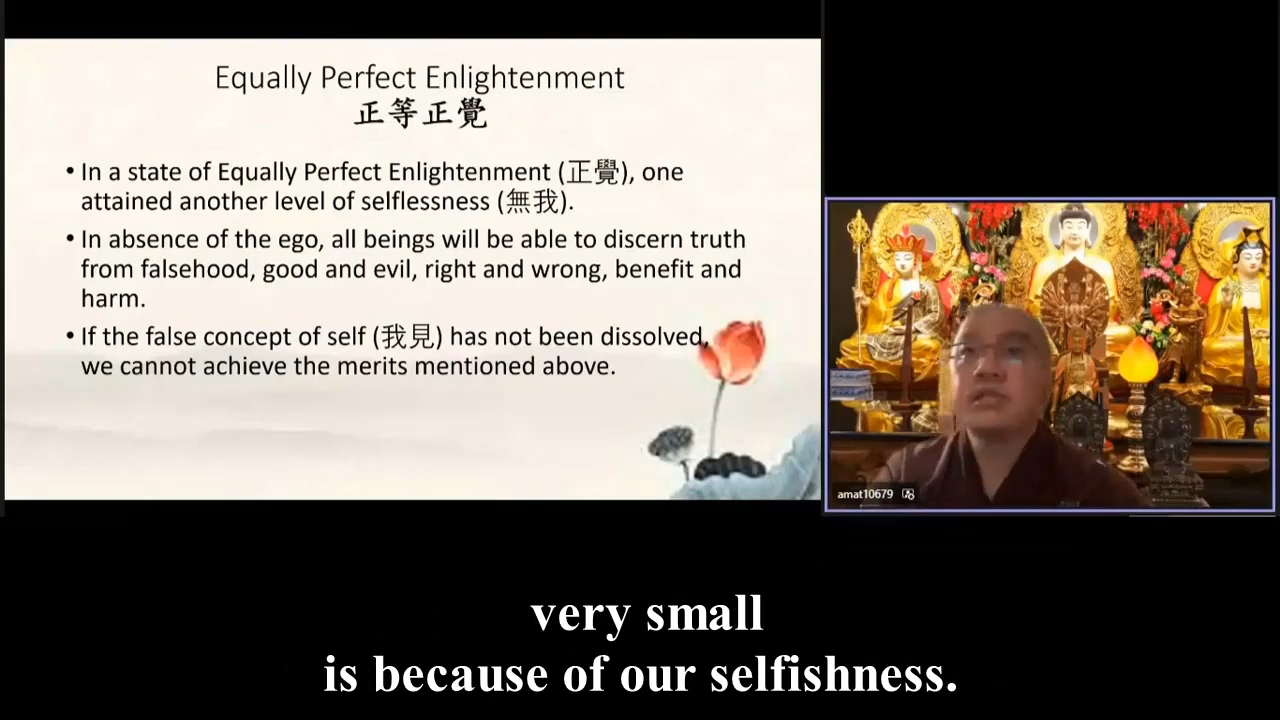 Equally Perfect Enlightenment
正等正覺
• In a state of Equally Perfect Enlightenment (正覺), one
attained another level of selflessness (無我).
• In absence of the ego, all beings will be able to discern truth
from falsehood, good and evil, right and wrong, benefit and
harm.
• If the false concept of self (我見) has not been dissolved,
we cannot achieve the merits mentioned above.
amat10679
very small
is because of our selfishness.